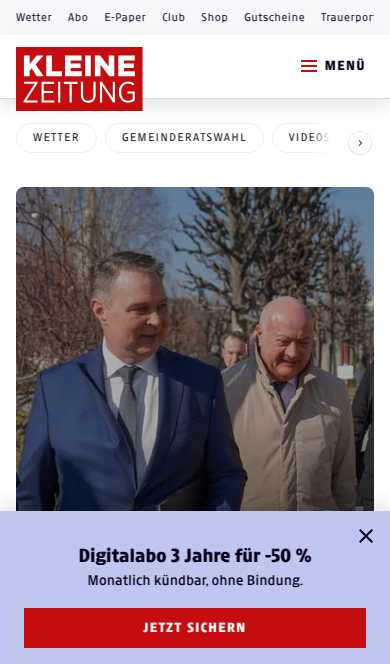 Wetter Abo E-Paper Club Shop Gutscheine Trauerpor
KLEINE
ZEITUNG
MENÜ
WETTER GEMEINDERATSWAHL VIDEOS
Digitalabo 3 Jahre für -50 %
Monatlich kündbar, ohne Bindung.
JETZT SICHERN